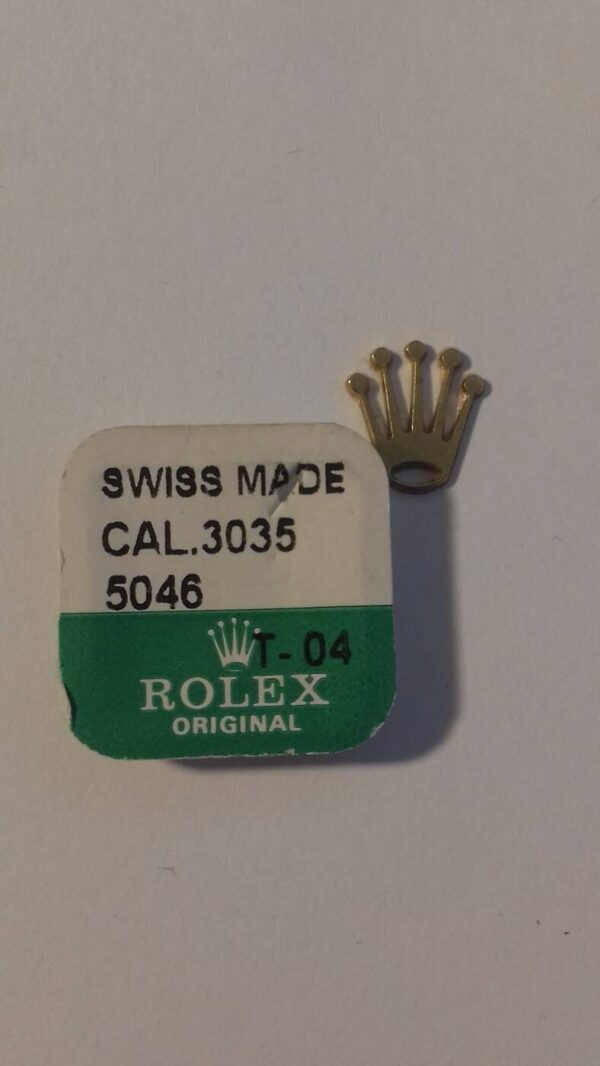 SWISS MADE
CAL.3035
5046
T-04
ROLEX
ORIGINAL